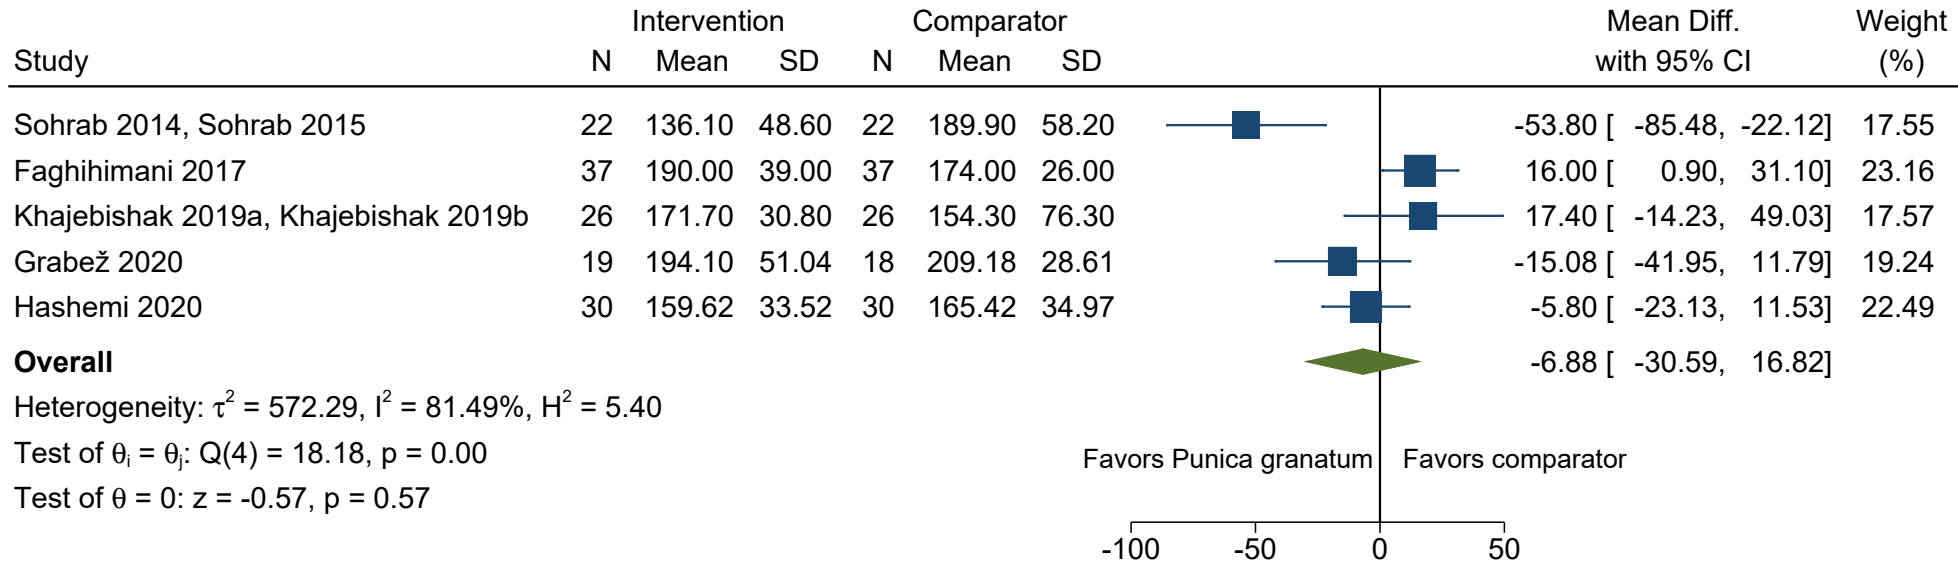 Intervention Comparator Mean Diff. Weight
Study N Mean SD N Mean SD with 95% CI (%)
Sohrab 2014, Sohrab 2015 22 136.10 48.60 22 189.90 58.20 -53.80 [ -85.48, -22.12] 17.55
Faghihimani 2017 37 190.00 39.00 37 174.00 26.00 16.00 [ 0.90, 31.10] 23.16
Khajebishak 2019a, Khajebishak 2019b 26 171.70 30.80 26 154.30 76.30 17.40 [ -14.23, 49.03] 17.57
Grabež 2020 19 194.10 51.04 18 209.18 28.61 -15.08 [ -41.95, 11.79] 19.24
Hashemi 2020 30 159.62 33.52 30 165.42 34.97 -5.80 [ -23.13, 11.53] 22.49
Overall -6.88 [ -30.59, 16.82]
Heterogeneity: τ² = 572.29, I² = 81.49%, H² = 5.40
Test of θᵢ = θⱼ: Q(4) = 18.18, p = 0.00
Favors Punica granatum Favors comparator
Test of θ = 0: z = -0.57, p = 0.57
-100 -50 0 50